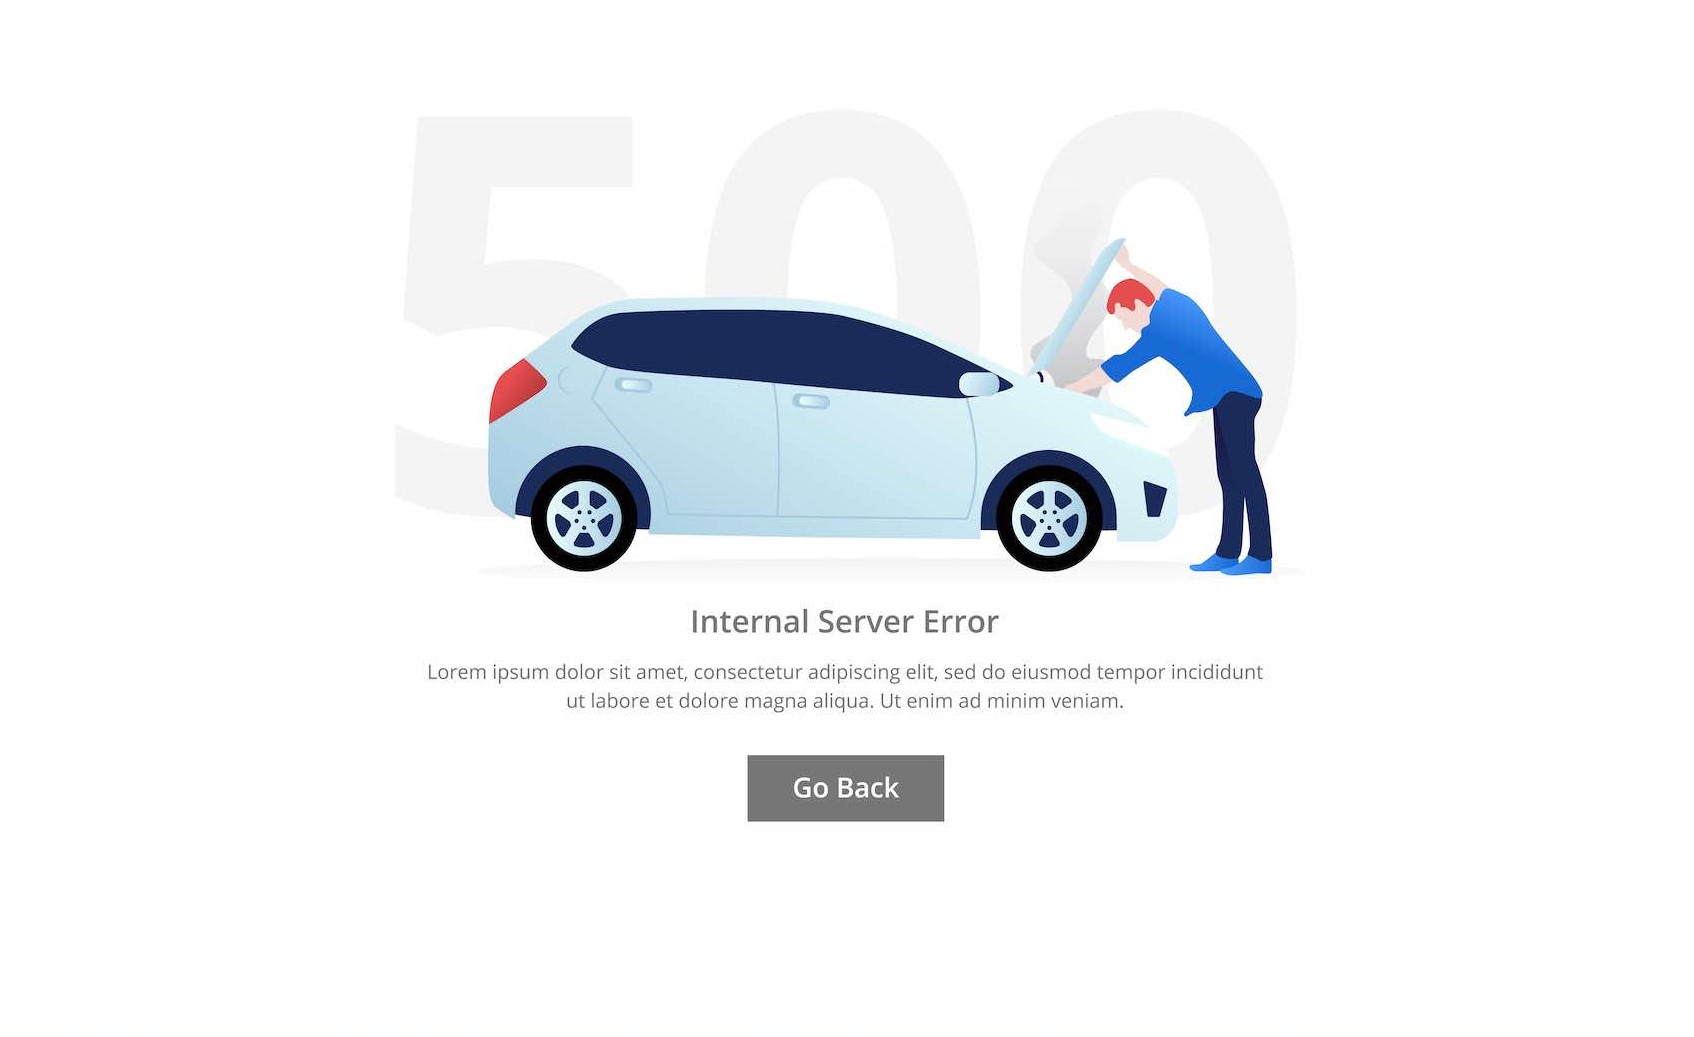 500
Internal Server Error
Lorem ipsum dolor sit amet, consectetur adipiscing elit, sed do eiusmod tempor incididunt
ut labore et dolore magna aliqua. Ut enim ad minim veniam.
Go Back